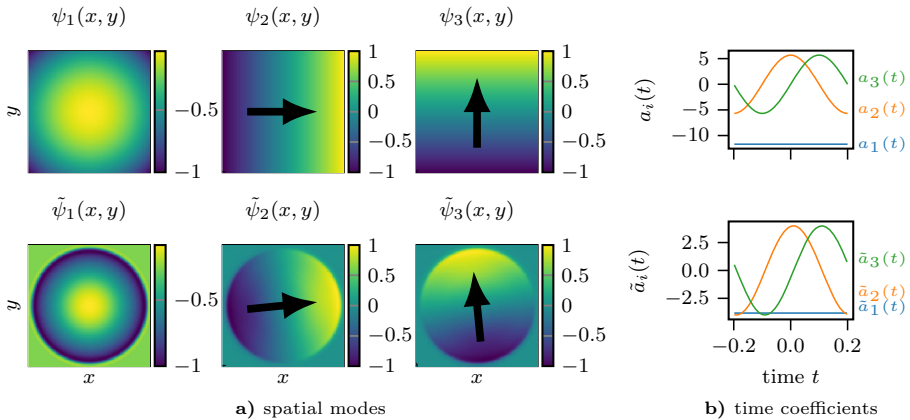 ψ₁(x, y)
ψ₂(x, y)
ψ₃(x, y)
y
−0.5
−1
1
0.5
0
−0.5
−1
1
0.5
0
−0.5
−1
a_i(t)
5
0
−5
−10
a₃(t)
a₂(t)
a₁(t)
ψ̃₁(x, y)
ψ̃₂(x, y)
ψ̃₃(x, y)
y
−0.5
−1
1
0.5
0
−0.5
−1
1
0.5
0
−0.5
−1
x
x
x
ã_i(t)
2.5
0.0
−2.5
ã₃(t)
ã₂(t)
ã₁(t)
−0.2
0.0
0.2
time t
a) spatial modes
b) time coefficients